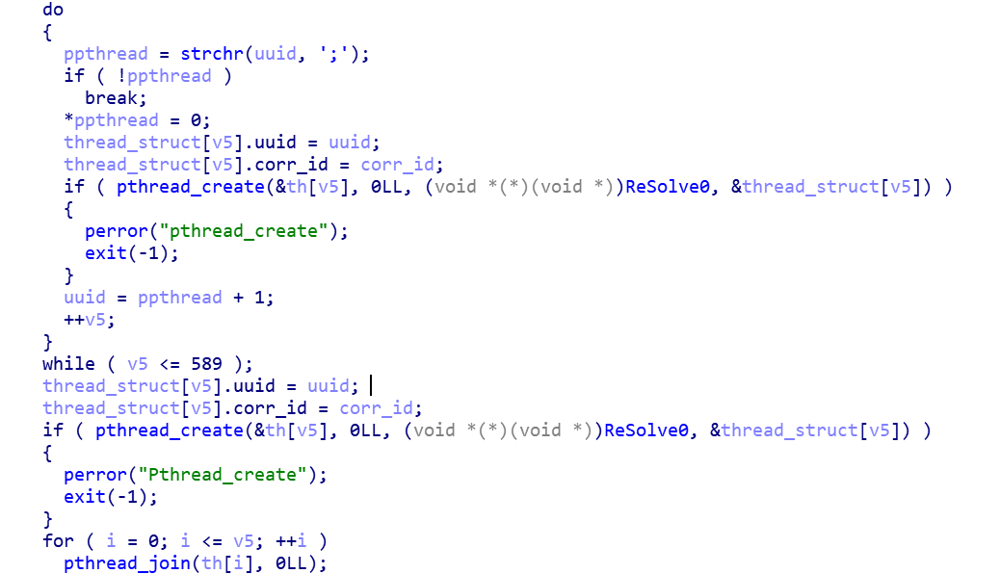 do
{
ppthread = strchr(uuid, ';');
if ( !ppthread )
break;
*ppthread = 0;
thread_struct[v5].uuid = uuid;
thread_struct[v5].corr_id = corr_id;
if ( pthread_create(&th[v5], 0LL, (void *(*)(void *))ReSolve0, &thread_struct[v5]) )
{
perror("pthread_create");
exit(-1);
}
uuid = ppthread + 1;
++v5;
}
while ( v5 <= 589 );
thread_struct[v5].uuid = uuid;
thread_struct[v5].corr_id = corr_id;
if ( pthread_create(&th[v5], 0LL, (void *(*)(void *))ReSolve0, &thread_struct[v5]) )
{
perror("Pthread_create");
exit(-1);
}
for ( i = 0; i <= v5; ++i )
pthread_join(th[i], 0LL);